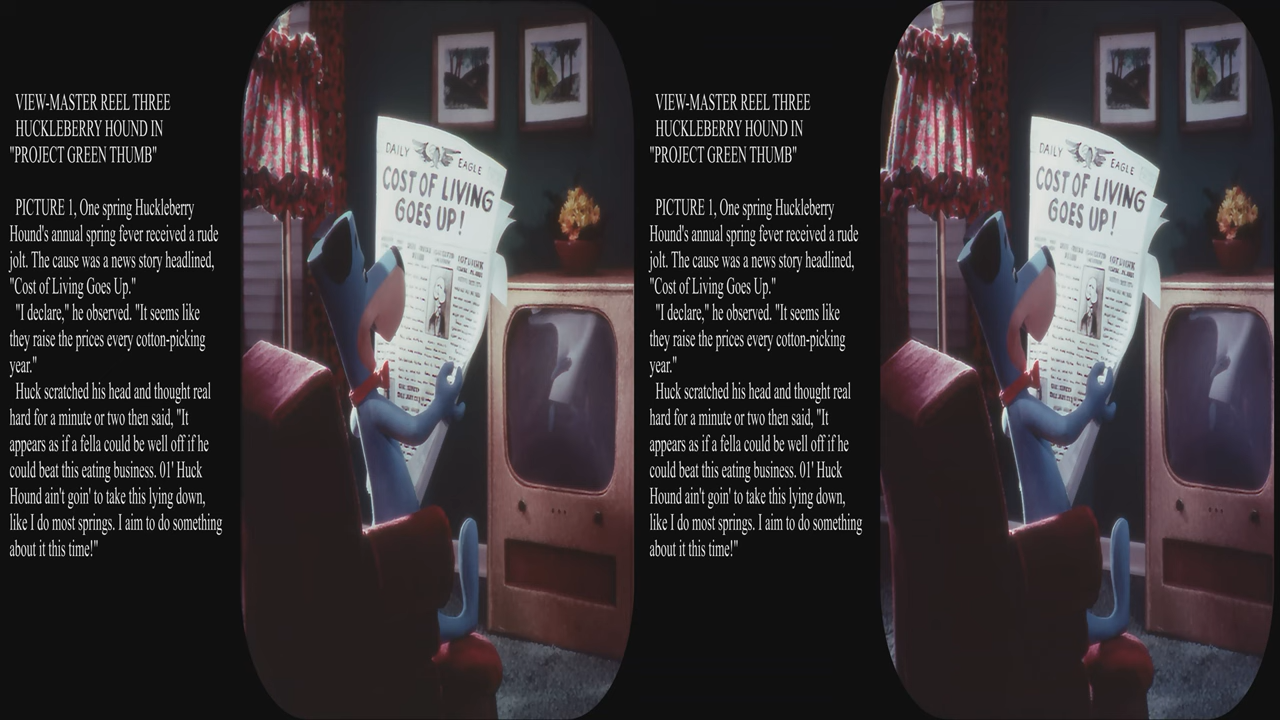 VIEW-MASTER REEL THREE
HUCKLEBERRY HOUND IN
"PROJECT GREEN THUMB"
PICTURE 1, One spring Huckleberry
Hound's annual spring fever received a rude
jolt. The cause was a news story headlined,
"Cost of Living Goes Up."
"I declare," he observed. "It seems like
they raise the prices every cotton-picking
year."
Huck scratched his head and thought real
hard for a minute or two then said, "It
appears as if a fella could be well off if he
could beat this eating business. 01' Huck
Hound ain't goin' to take this lying down,
like I do most springs. I aim to do something
about it this time!"
DAILY EAGLE
COST OF LIVING
GOES UP!
VIEW-MASTER REEL THREE
HUCKLEBERRY HOUND IN
"PROJECT GREEN THUMB"
PICTURE 1, One spring Huckleberry
Hound's annual spring fever received a rude
jolt. The cause was a news story headlined,
"Cost of Living Goes Up."
"I declare," he observed. "It seems like
they raise the prices every cotton-picking
year."
Huck scratched his head and thought real
hard for a minute or two then said, "It
appears as if a fella could be well off if he
could beat this eating business. 01' Huck
Hound ain't goin' to take this lying down,
like I do most springs. I aim to do something
about it this time!"
DAILY EAGLE
COST OF LIVING
GOES UP!